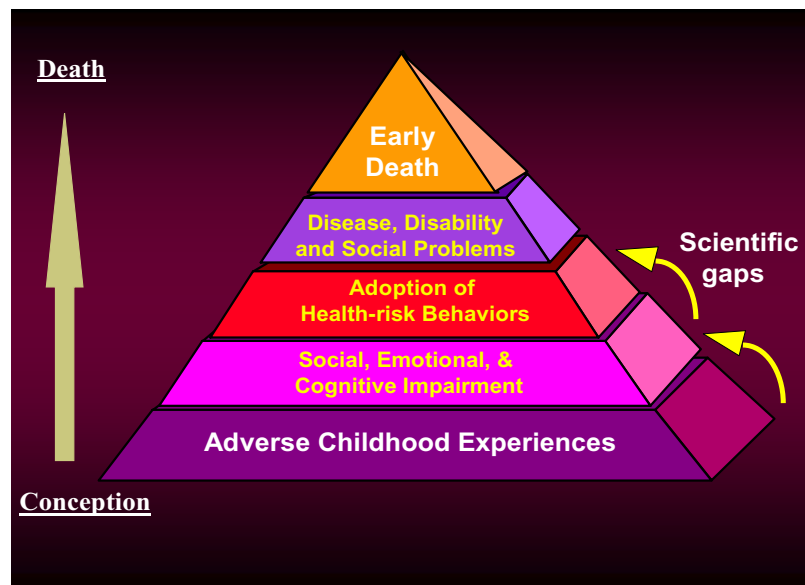 Death
Early
Death
Disease, Disability
and Social Problems
Scientific
gaps
Adoption of
Health-risk Behaviors
Social, Emotional, &
Cognitive Impairment
Adverse Childhood Experiences
Conception